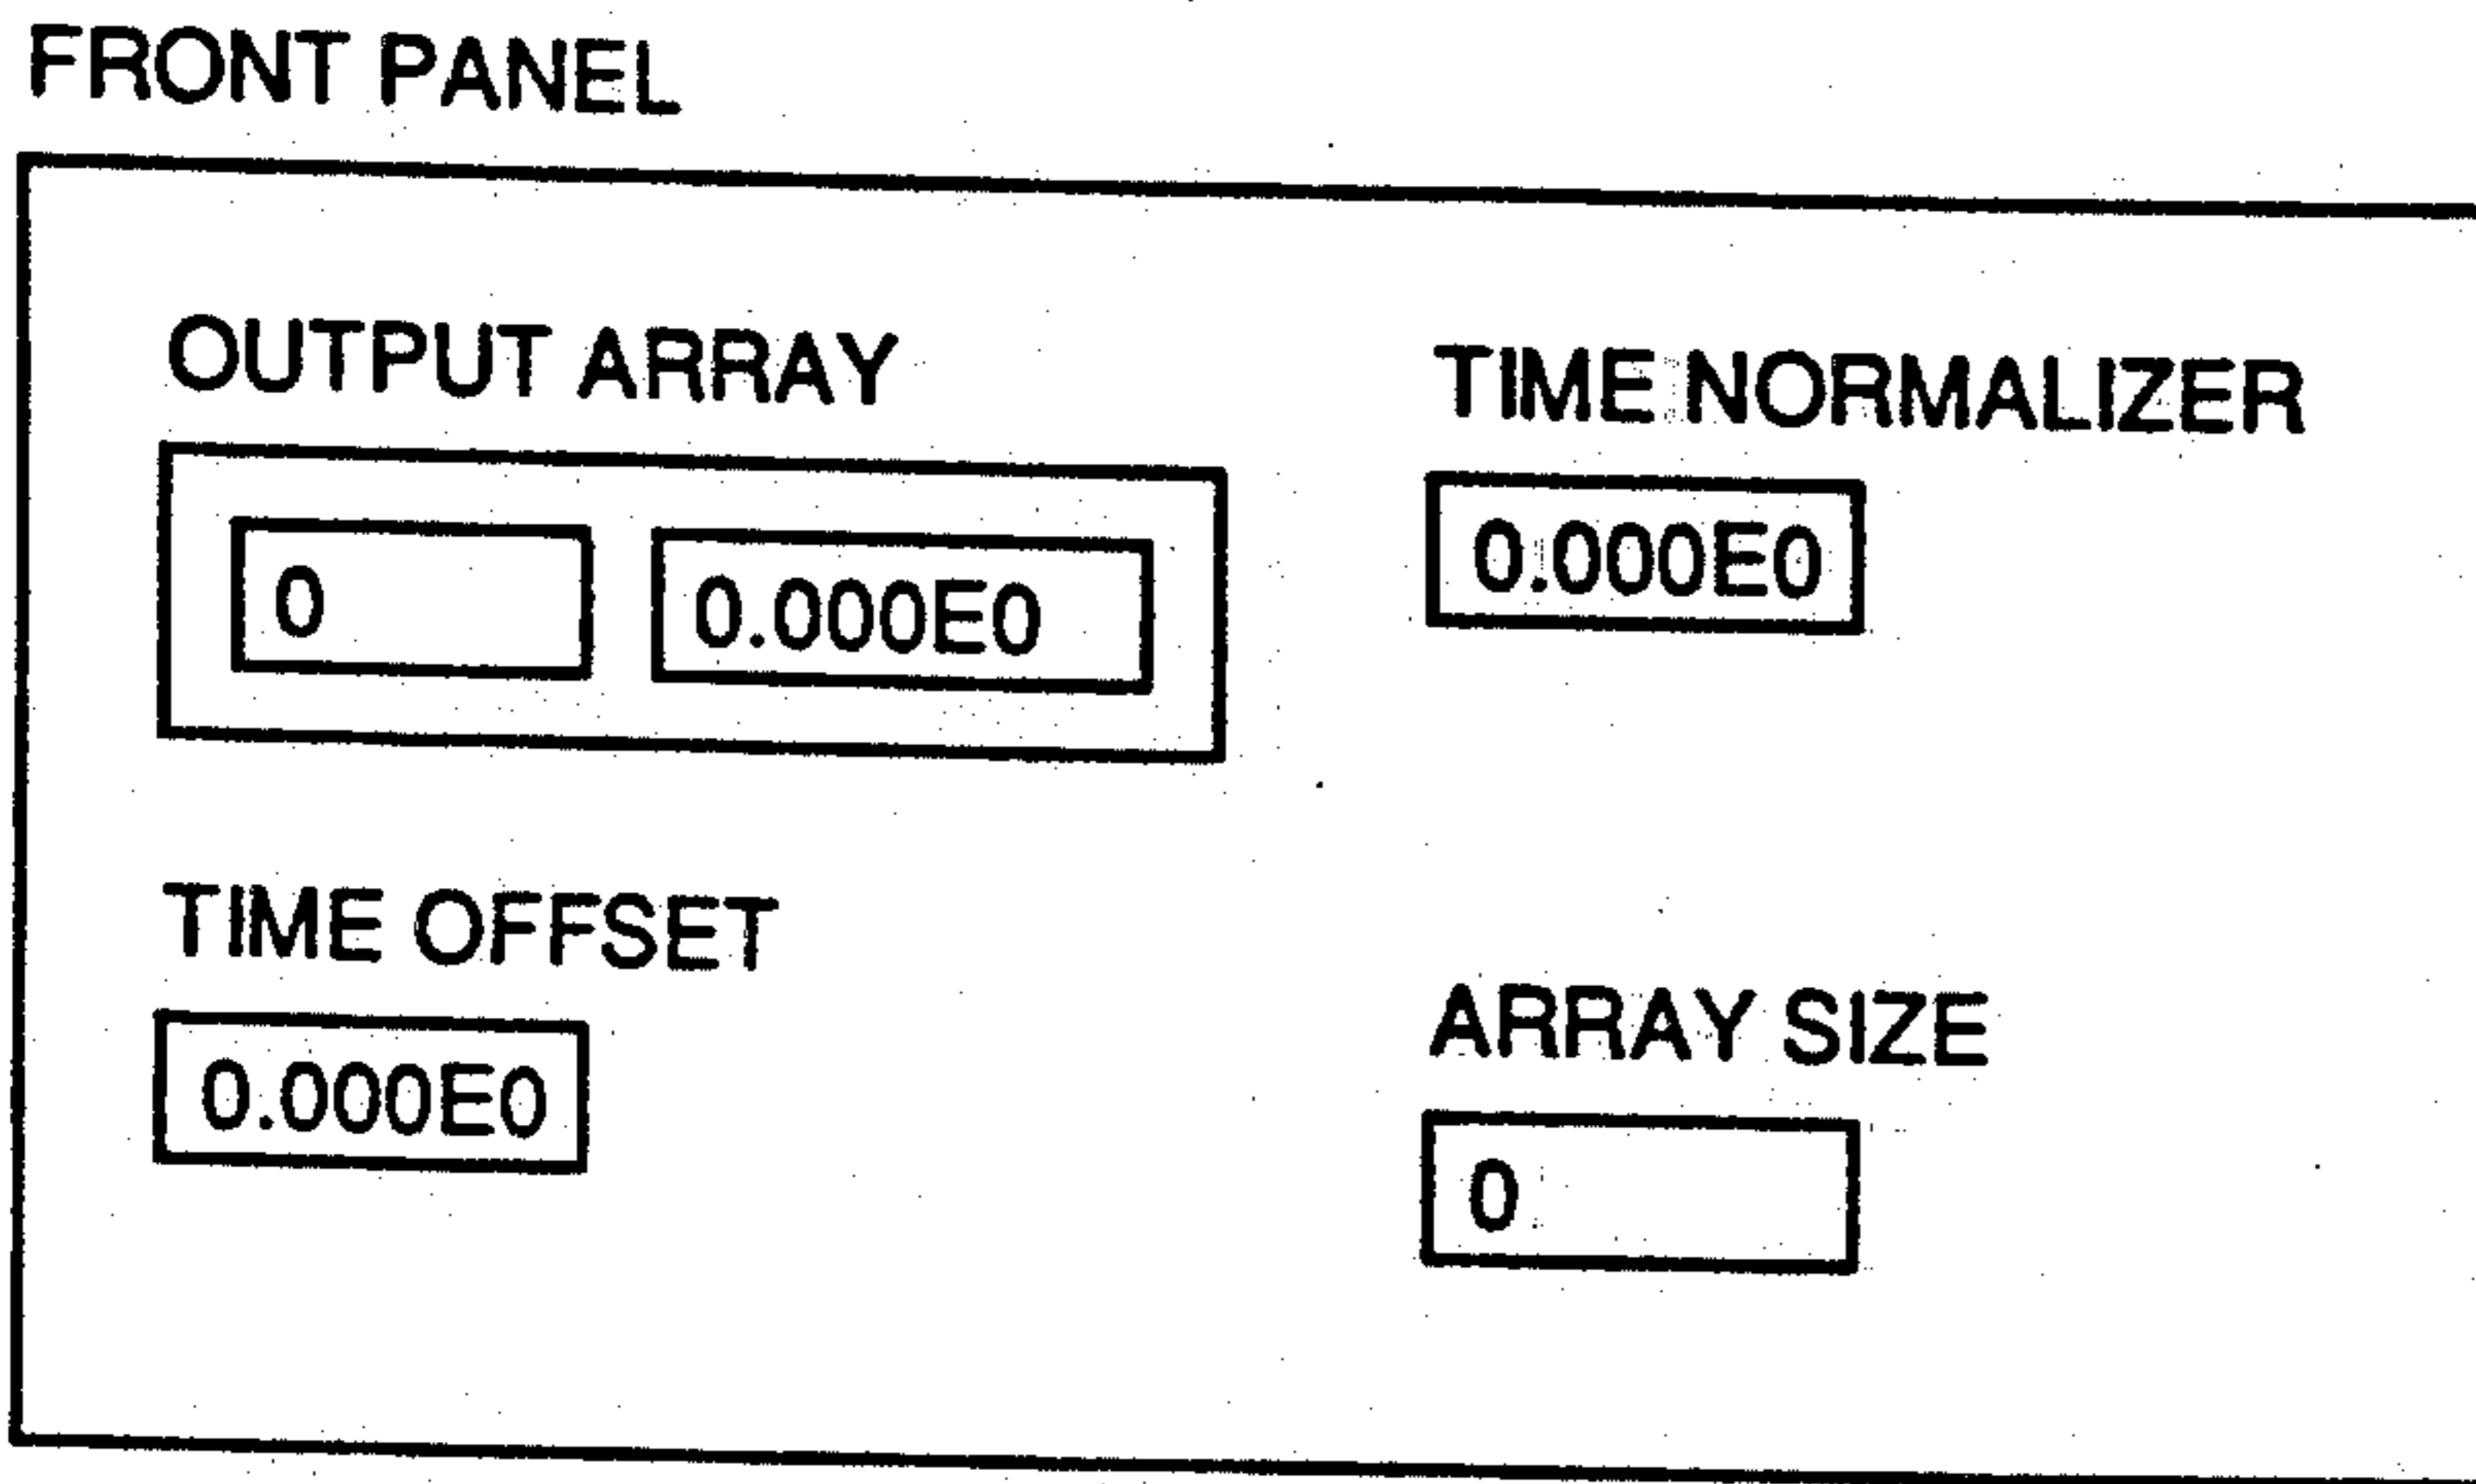 FRONT PANEL
OUTPUT ARRAY
0 0.000E0
TIME NORMALIZER
0.000E0
TIME OFFSET
0.000E0
ARRAY SIZE
0